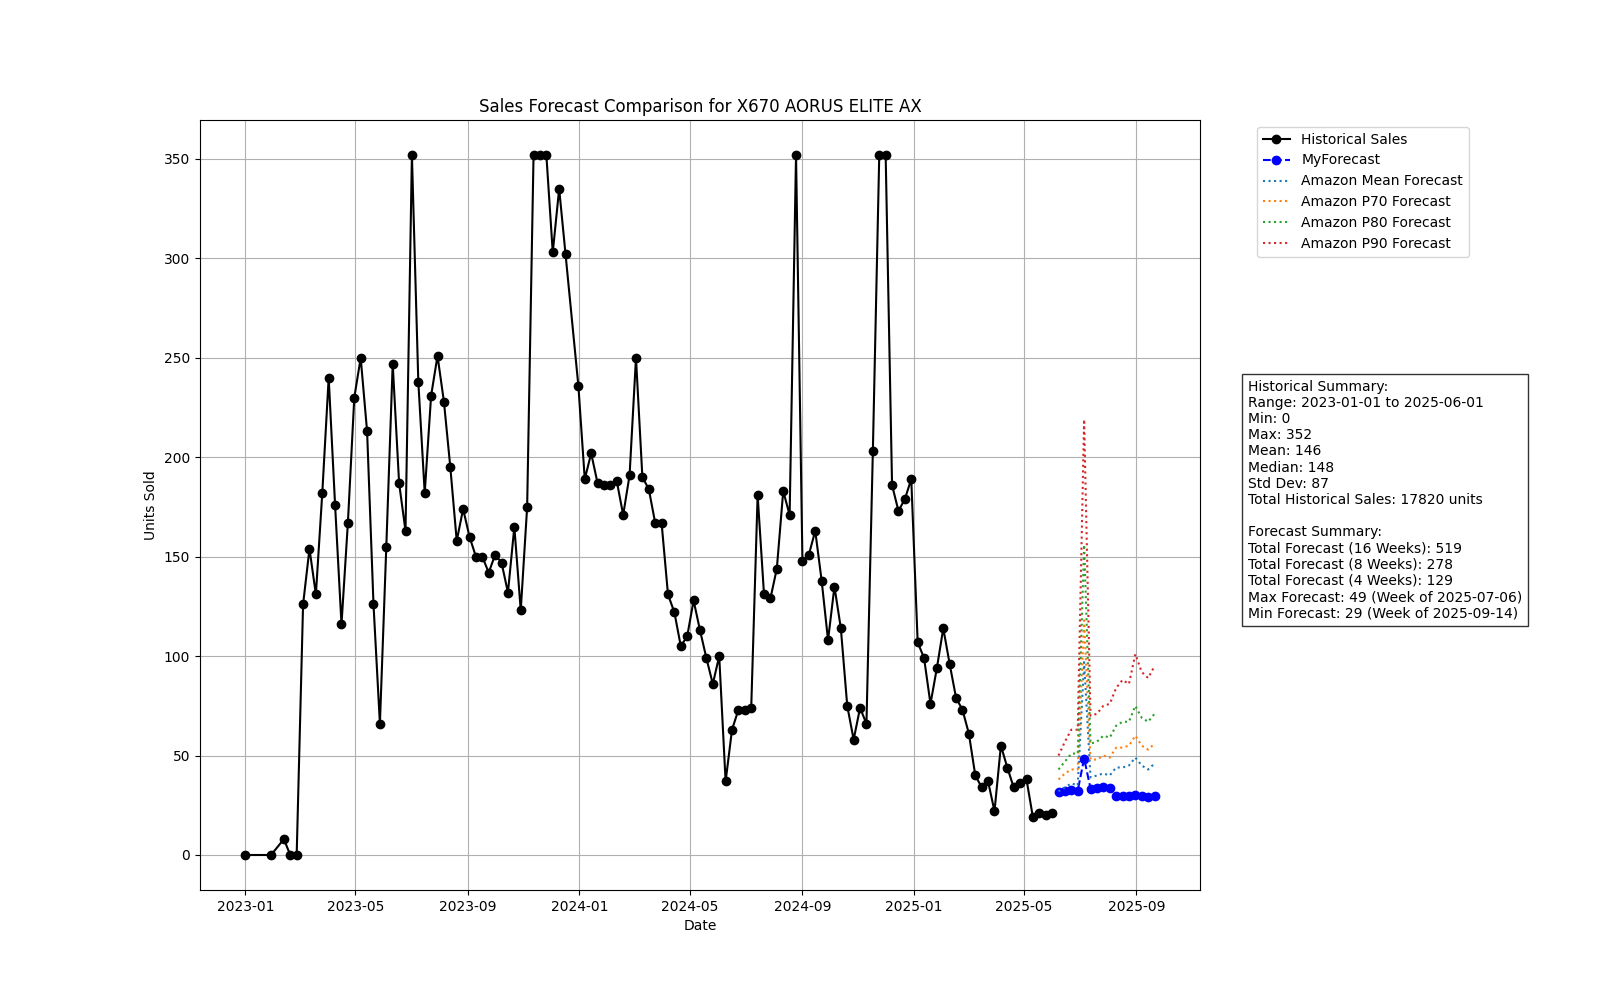 Sales Forecast Comparison for X670 AORUS ELITE AX
Units Sold
350
300
250
200
150
100
50
0
2023-01
2023-05
2023-09
2024-01
2024-05
2024-09
2025-01
2025-05
2025-09
Date
Historical Sales
MyForecast
Amazon Mean Forecast
Amazon P70 Forecast
Amazon P80 Forecast
Amazon P90 Forecast
Historical Summary:
Range: 2023-01-01 to 2025-06-01
Min: 0
Max: 352
Mean: 146
Median: 148
Std Dev: 87
Total Historical Sales: 17820 units
Forecast Summary:
Total Forecast (16 Weeks): 519
Total Forecast (8 Weeks): 278
Total Forecast (4 Weeks): 129
Max Forecast: 49 (Week of 2025-07-06)
Min Forecast: 29 (Week of 2025-09-14)